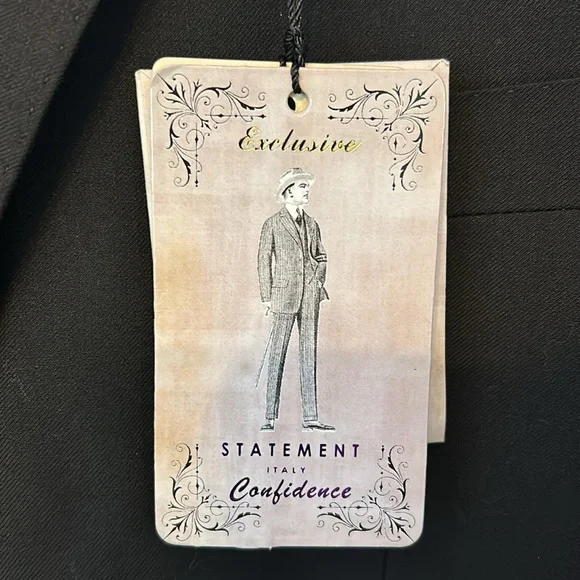 Exclusive
STATEMENT
ITALY
Confidence